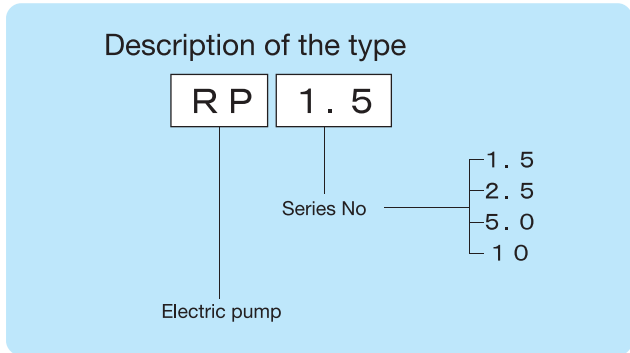 Description of the type
RP 1.5
1.5
2.5
Series No
5.0
10
Electric pump